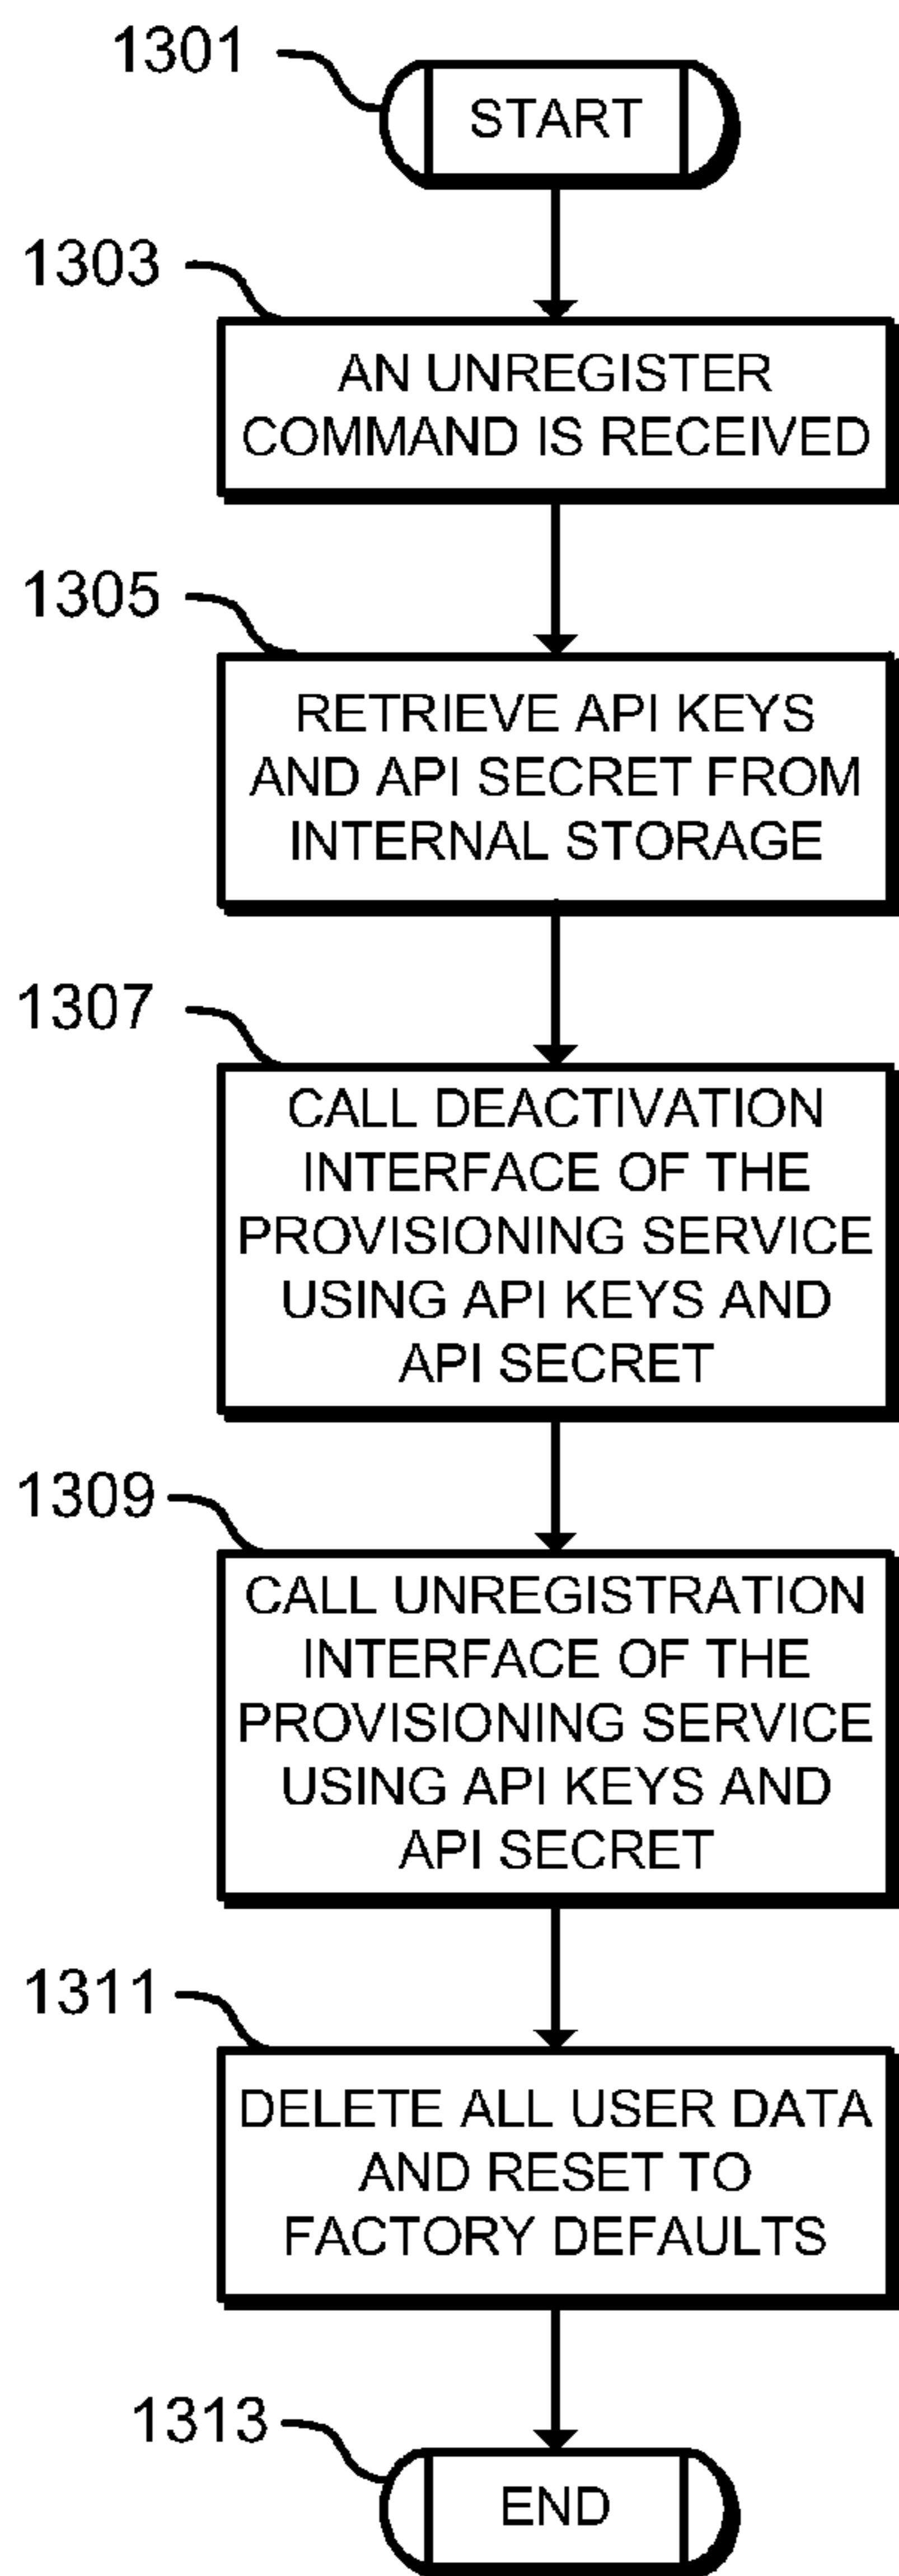 1301
START
1303
AN UNREGISTER
COMMAND IS RECEIVED
1305
RETRIEVE API KEYS
AND API SECRET FROM
INTERNAL STORAGE
1307
CALL DEACTIVATION
INTERFACE OF THE
PROVISIONING SERVICE
USING API KEYS AND
API SECRET
1309
CALL UNREGISTRATION
INTERFACE OF THE
PROVISIONING SERVICE
USING API KEYS AND
API SECRET
1311
DELETE ALL USER DATA
AND RESET TO
FACTORY DEFAULTS
1313
END